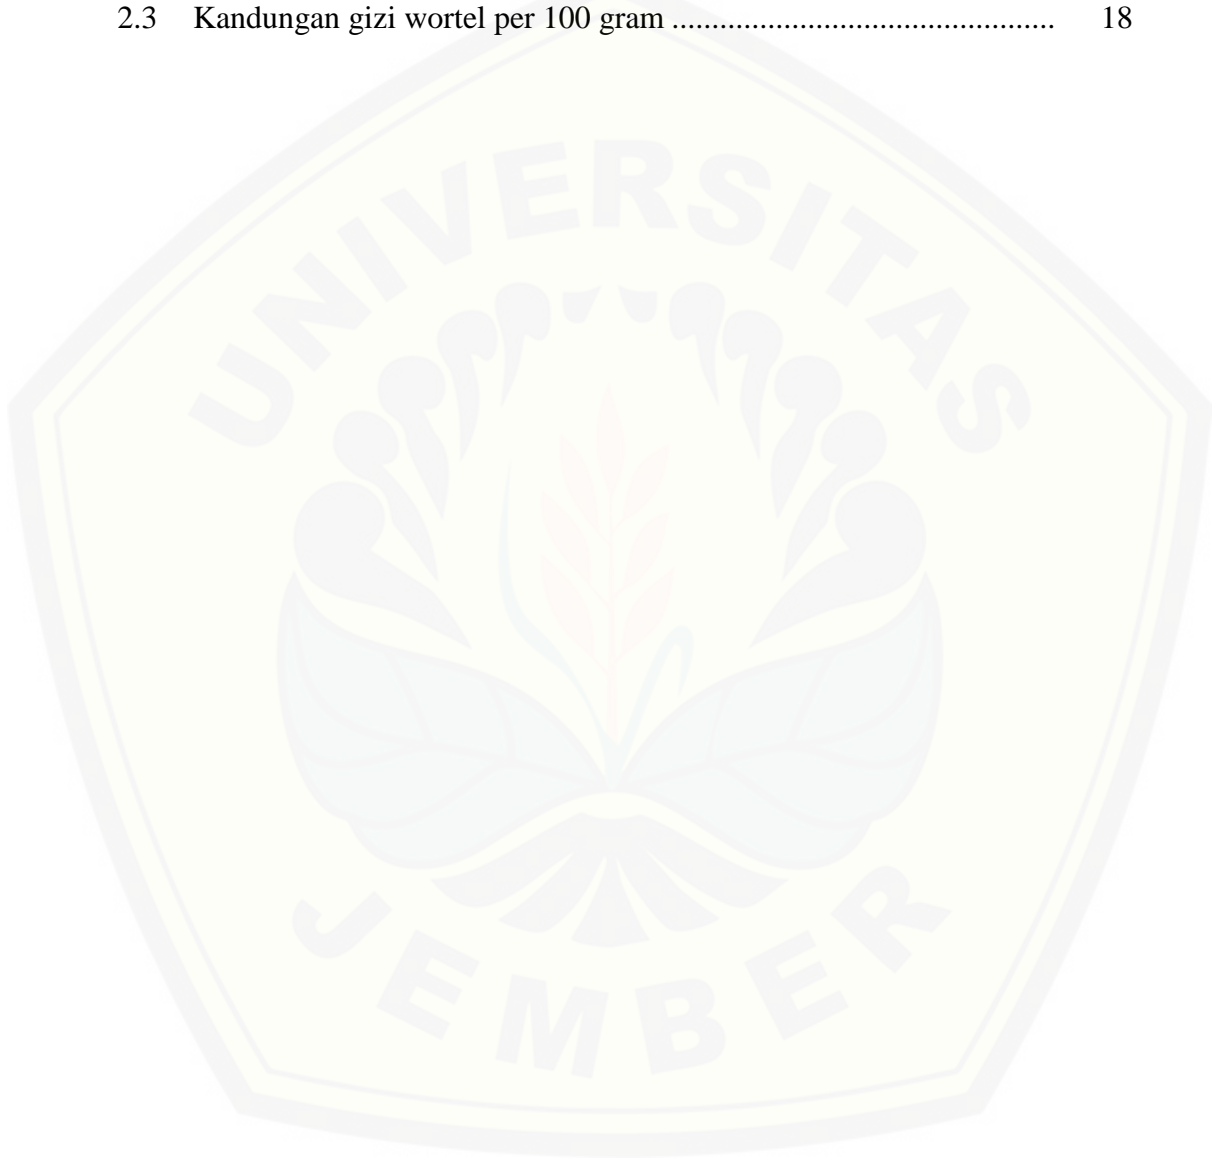 2.3 Kandungan gizi wortel per 100 gram ............................................ 18
UNIVERSITAS
JEMBER